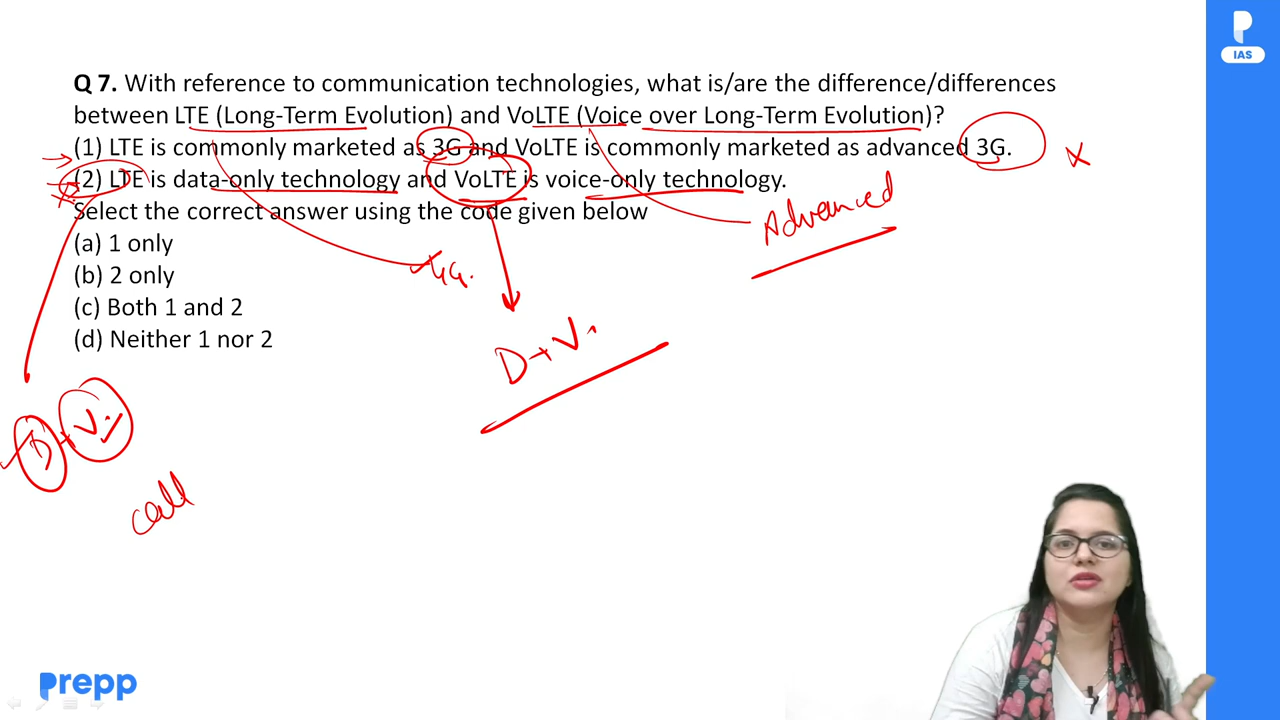 IAS
Q 7. With reference to communication technologies, what is/are the difference/differences
between LTE (Long-Term Evolution) and VoLTE (Voice over Long-Term Evolution)?
(1) LTE is commonly marketed as 3G and VoLTE is commonly marketed as advanced 3G.
(2) LTE is data-only technology and VoLTE is voice-only technology.
Select the correct answer using the code given below
(a) 1 only
(b) 2 only
(c) Both 1 and 2
(d) Neither 1 nor 2
Advanced
4G.
D+V.
D+V.
call
prepp